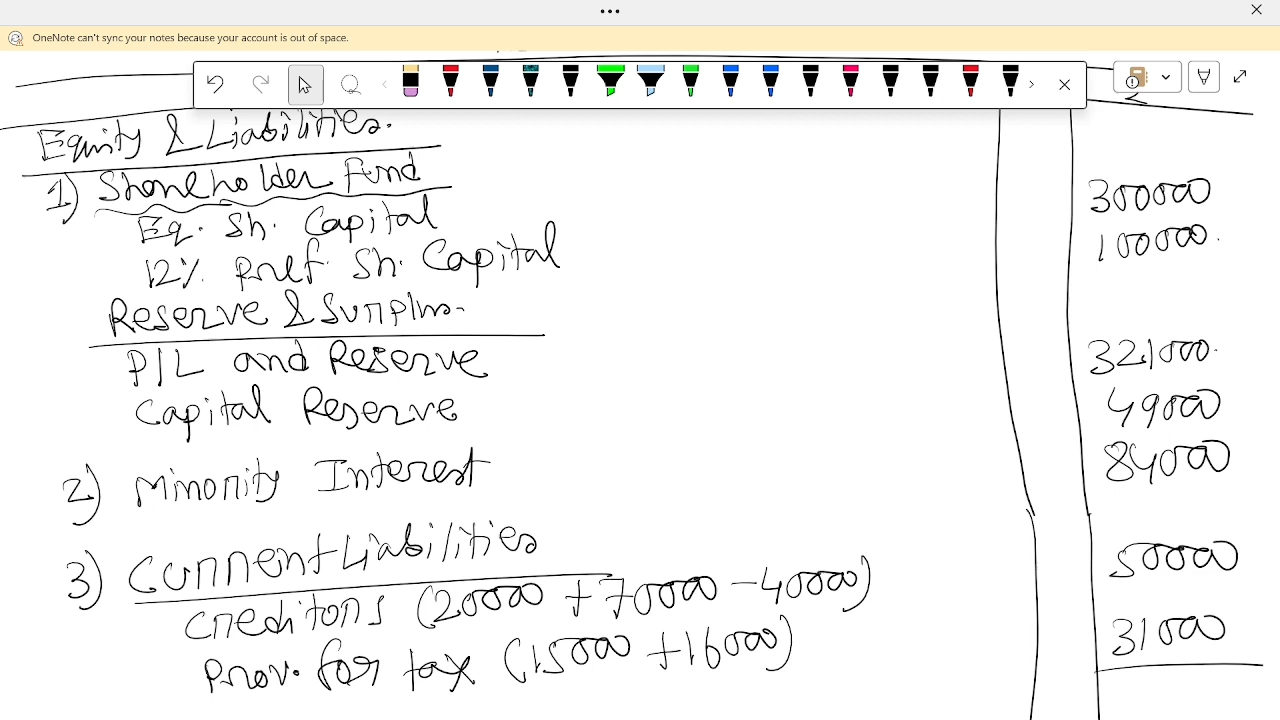 OneNote can't sync your notes because your account is out of space.
Equity & Liabilities.
1) Shareholder Fund
Eq. Sh. Capital 300000
12% Pref. Sh. Capital 100000.
Reserve & Surplus.
P/L and Reserve 321000.
Capital Reserve 49000
2) Minority Interest 84000
3) Current Liabilities
Creditors (20000 + 70000 - 40000) 50000
Prov. for tax (15000 + 16000) 31000